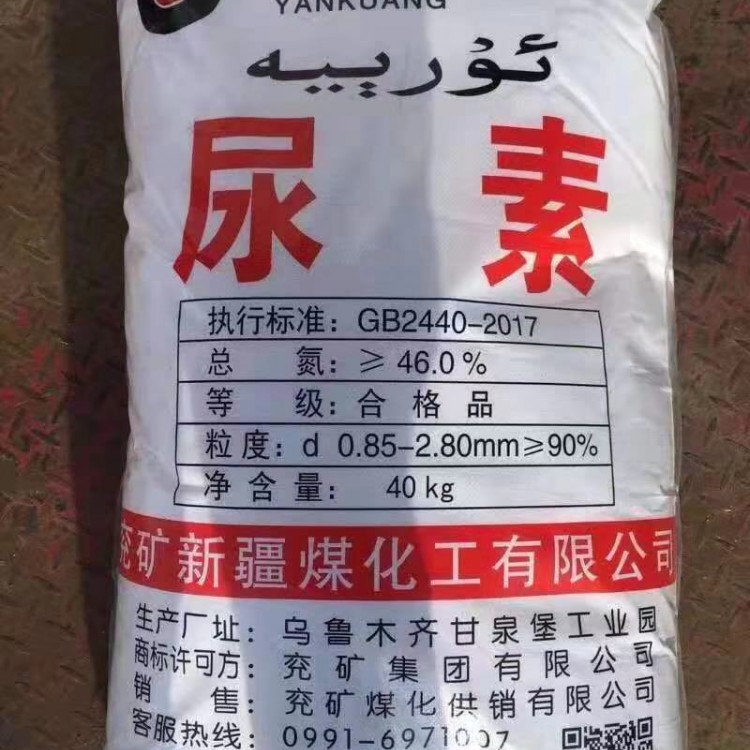 YANKUANG
ئۇرېيە
尿素
执行标准：GB2440-2017
总氮：≥46.0%
等级：合格品
粒度：d 0.85-2.80mm≥90%
净含量：40kg
兖矿新疆煤化工有限公司
生产厂址：乌鲁木齐甘泉堡工业园
商标许可方：兖矿集团有限公司
销售：兖矿煤化供销有限公司
客服热线：0991-6971007